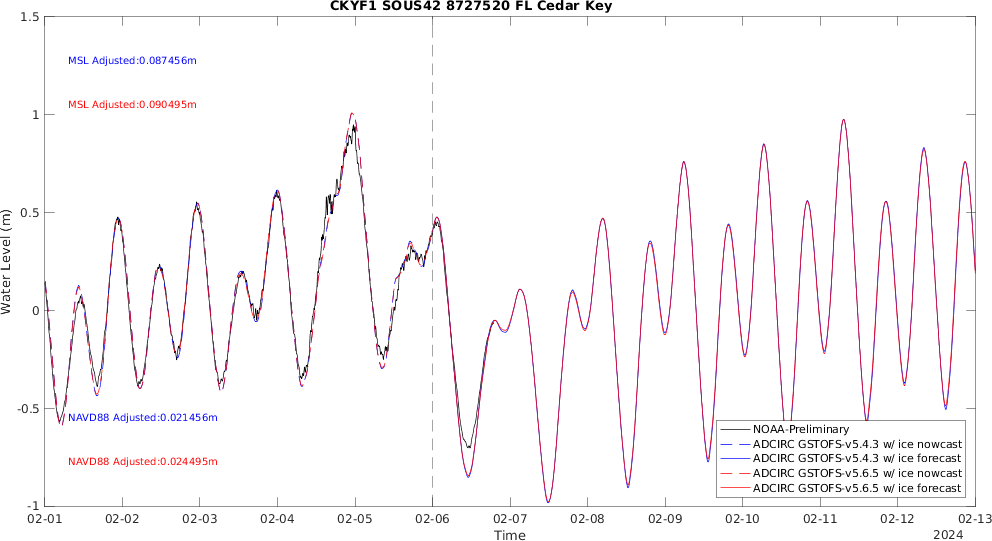 CKYF1 SOUS42 8727520 FL Cedar Key
1.5
1
0.5
0
-0.5
-1
Water Level (m)
MSL Adjusted:0.087456m
MSL Adjusted:0.090495m
NAVD88 Adjusted:0.021456m
NAVD88 Adjusted:0.024495m
NOAA-Preliminary
ADCIRC GSTOFS-v5.4.3 w/ ice nowcast
ADCIRC GSTOFS-v5.4.3 w/ ice forecast
ADCIRC GSTOFS-v5.6.5 w/ ice nowcast
ADCIRC GSTOFS-v5.6.5 w/ ice forecast
02-01 02-02 02-03 02-04 02-05 02-06 02-07 02-08 02-09 02-10 02-11 02-12 02-13
Time
2024